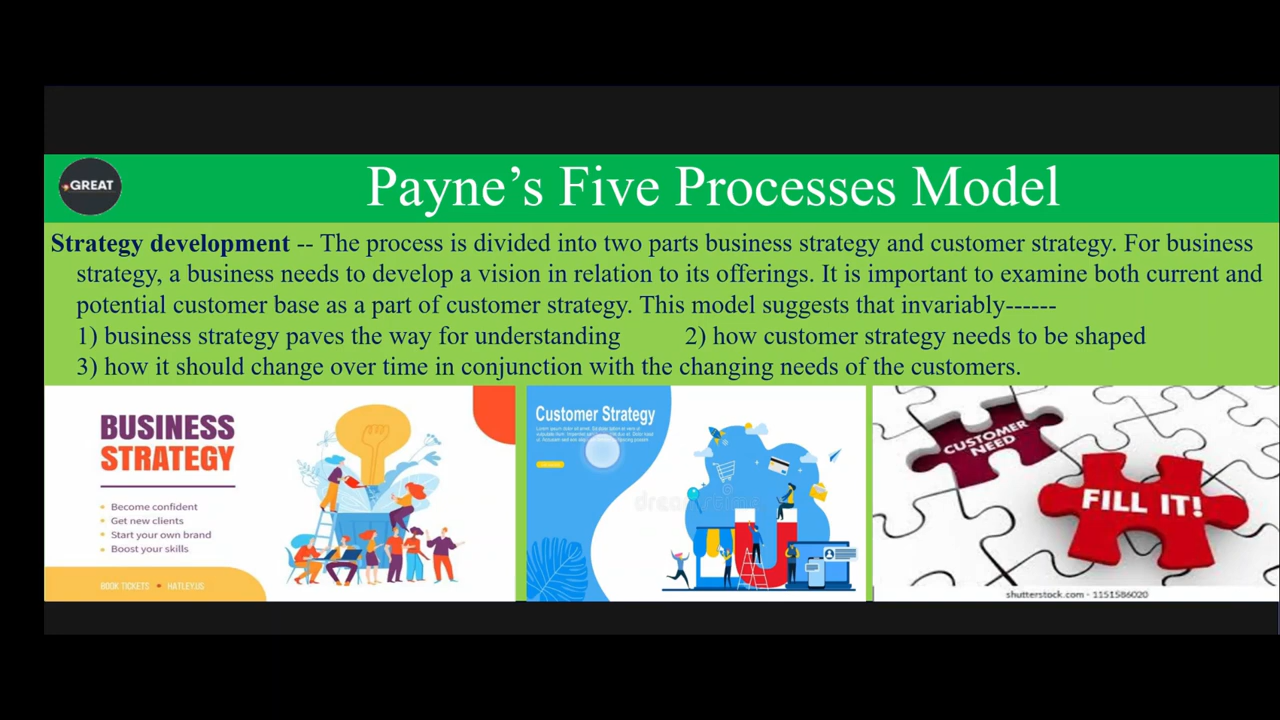 GREAT
Payne's Five Processes Model
Strategy development -- The process is divided into two parts business strategy and customer strategy. For business
strategy, a business needs to develop a vision in relation to its offerings. It is important to examine both current and
potential customer base as a part of customer strategy. This model suggests that invariably------
1) business strategy paves the way for understanding 2) how customer strategy needs to be shaped
3) how it should change over time in conjunction with the changing needs of the customers.
BUSINESS
STRATEGY
Become confident
Get new clients
Start your own brand
Boost your skills
BOOK TICKETS • HATLEY.US
Customer Strategy
CUSTOMER
NEED
FILL IT!
shutterstock.com · 1151586020